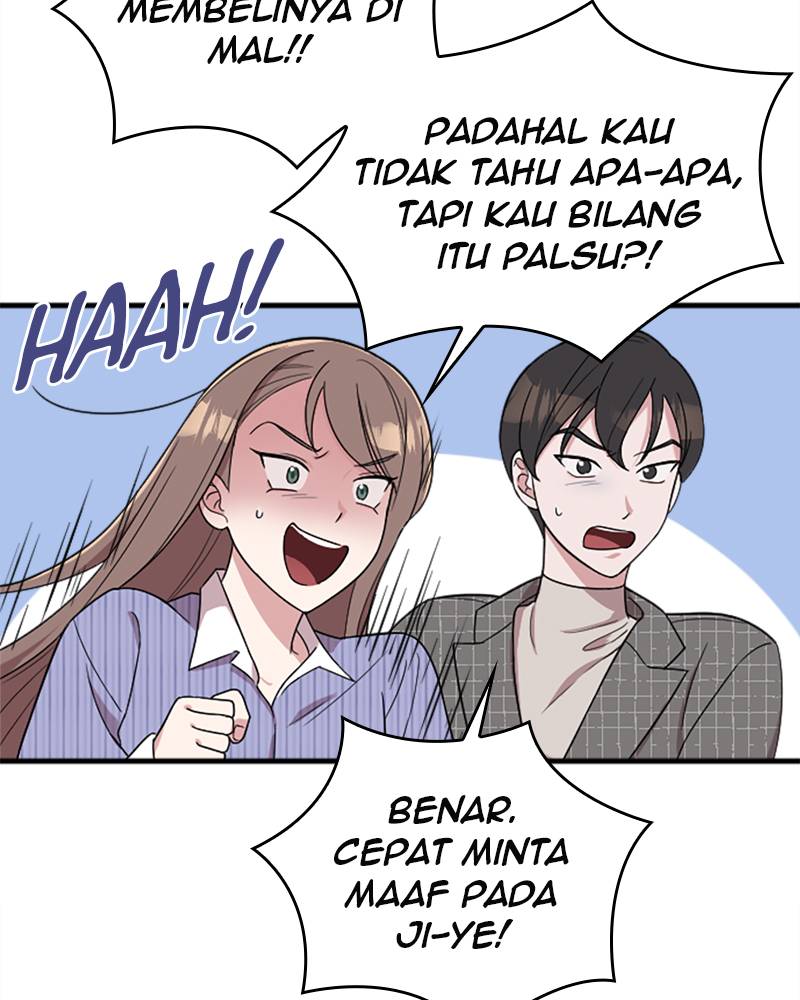 MEMBELINYA DI
MAL!!
PADAHAL KAU
TIDAK TAHU APA-APA,
TAPI KAU BILANG
ITU PALSU?!
HAAH!
BENAR.
CEPAT MINTA
MAAF PADA
JI-YE!